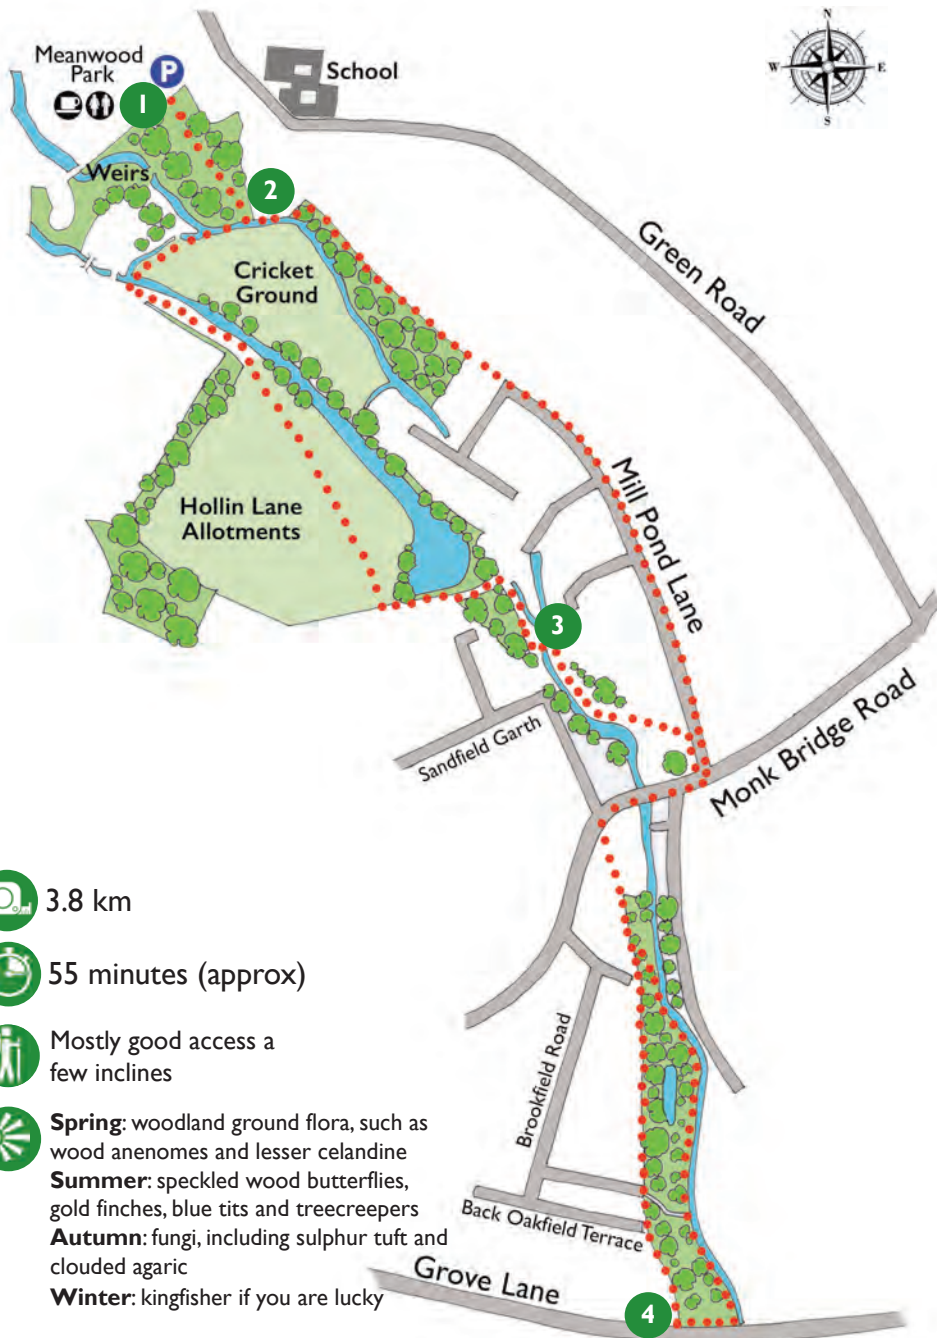 N
W
E
S
Meanwood
Park
P
1
School
Weirs
2
Cricket
Ground
Green Road
Hollin Lane
Allotments
Mill Pond Lane
3
Sandfield Garth
Monk Bridge Road
3.8 km
55 minutes (approx)
Mostly good access a
few inclines
Brookfield Road
Spring: woodland ground flora, such as
wood anenomes and lesser celandine
Summer: speckled wood butterflies,
gold finches, blue tits and treecreepers
Autumn: fungi, including sulphur tuft and
clouded agaric
Winter: kingfisher if you are lucky
Back Oakfield Terrace
Grove Lane
4